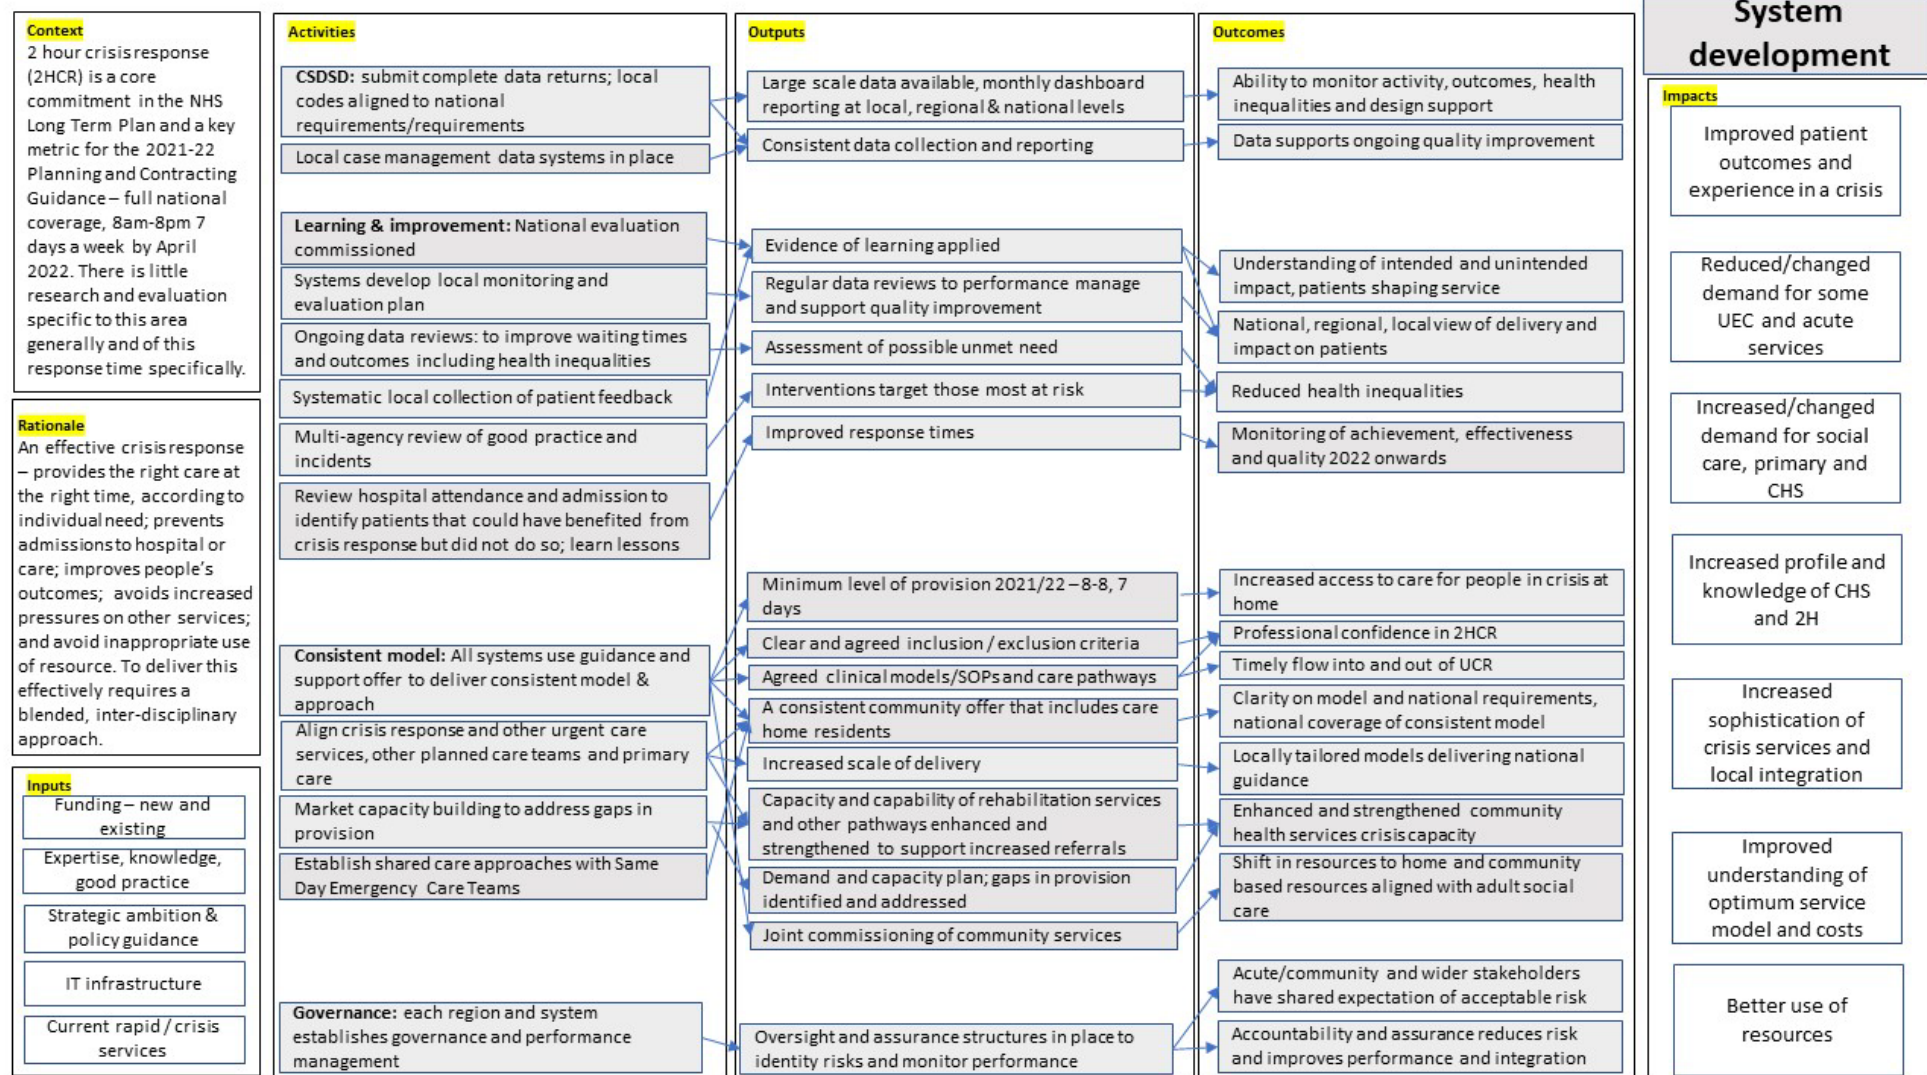 Context
2 hour crisis response
(2HCR) is a core
commitment in the NHS
Long Term Plan and a key
metric for the 2021-22
Planning and Contracting
Guidance – full national
coverage, 8am-8pm 7
days a week by April
2022. There is little
research and evaluation
specific to this area
generally and of this
response time specifically.
Rationale
An effective crisis response
– provides the right care at
the right time, according to
individual need; prevents
admissions to hospital or
care; improves people's
outcomes; avoids increased
pressures on other services;
and avoid inappropriate use
of resource. To deliver this
effectively requires a
blended, inter-disciplinary
approach.
Inputs
Funding – new and
existing
Expertise, knowledge,
good practice
Strategic ambition &
policy guidance
IT infrastructure
Current rapid / crisis
services
Activities
CSDSD: submit complete data returns; local
codes aligned to national
requirements/requirements
Local case management data systems in place
Learning & improvement: National evaluation
commissioned
Systems develop local monitoring and
evaluation plan
Ongoing data reviews: to improve waiting times
and outcomes including health inequalities
Systematic local collection of patient feedback
Multi-agency review of good practice and
incidents
Review hospital attendance and admission to
identify patients that could have benefited from
crisis response but did not do so; learn lessons
Consistent model: All systems use guidance and
support offer to deliver consistent model &
approach
Align crisis response and other urgent care
services, other planned care teams and primary
care
Market capacity building to address gaps in
provision
Establish shared care approaches with Same
Day Emergency Care Teams
Governance: each region and system
establishes governance and performance
management
Outputs
Large scale data available, monthly dashboard
reporting at local, regional & national levels
Consistent data collection and reporting
Evidence of learning applied
Regular data reviews to performance manage
and support quality improvement
Assessment of possible unmet need
Interventions target those most at risk
Improved response times
Minimum level of provision 2021/22 – 8-8, 7
days
Clear and agreed inclusion / exclusion criteria
Agreed clinical models/SOPs and care pathways
A consistent community offer that includes care
home residents
Increased scale of delivery
Capacity and capability of rehabilitation services
and other pathways enhanced and
strengthened to support increased referrals
Demand and capacity plan; gaps in provision
identified and addressed
Joint commissioning of community services
Oversight and assurance structures in place to
identity risks and monitor performance
Outcomes
Ability to monitor activity, outcomes, health
inequalities and design support
Data supports ongoing quality improvement
Understanding of intended and unintended
impact, patients shaping service
National, regional, local view of delivery and
impact on patients
Reduced health inequalities
Monitoring of achievement, effectiveness
and quality 2022 onwards
Increased access to care for people in crisis at
home
Professional confidence in 2HCR
Timely flow into and out of UCR
Clarity on model and national requirements,
national coverage of consistent model
Locally tailored models delivering national
guidance
Enhanced and strengthened community
health services crisis capacity
Shift in resources to home and community
based resources aligned with adult social
care
Acute/community and wider stakeholders
have shared expectation of acceptable risk
Accountability and assurance reduces risk
and improves performance and integration
System
development
Impacts
Improved patient
outcomes and
experience in a crisis
Reduced/changed
demand for some
UEC and acute
services
Increased/changed
demand for social
care, primary and
CHS
Increased profile and
knowledge of CHS
and 2H
Increased
sophistication of
crisis services and
local integration
Improved
understanding of
optimum service
model and costs
Better use of
resources